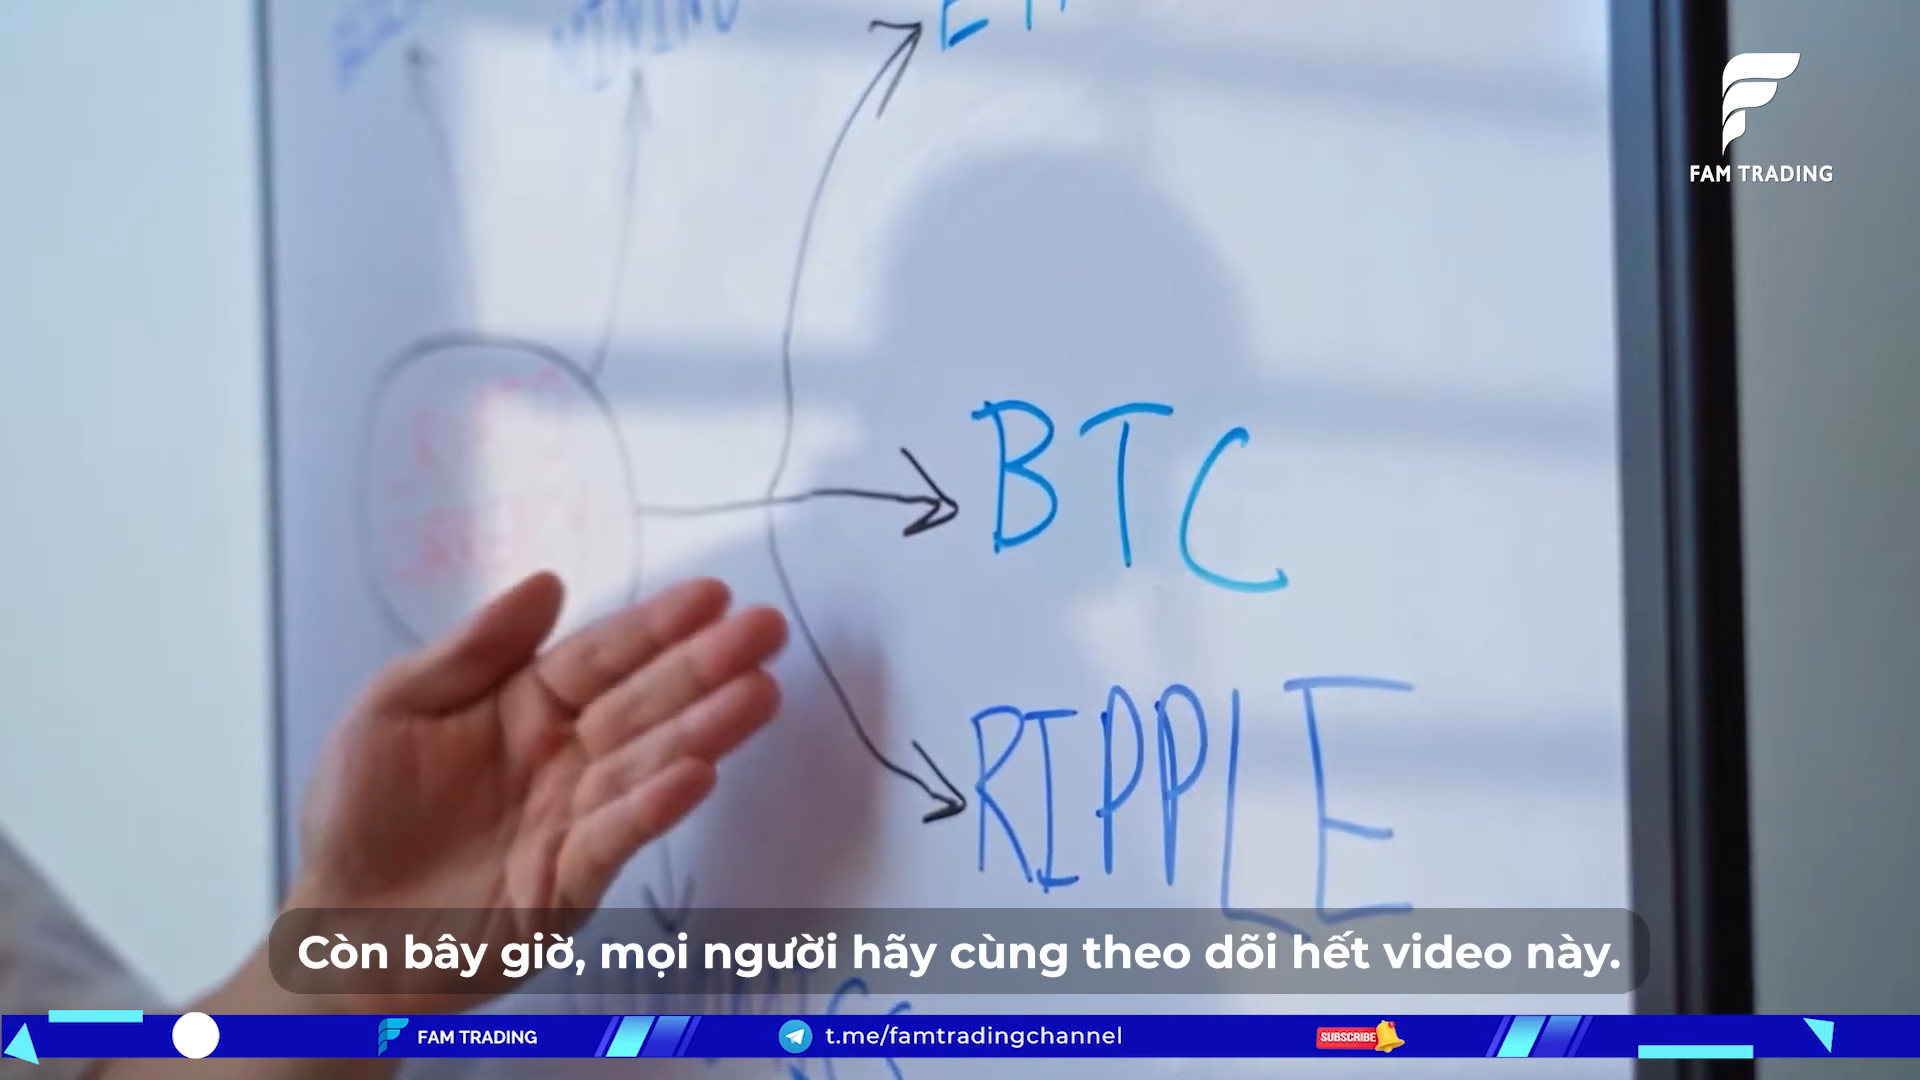 MINING
FAM TRADING
BTC
RIPPLE
Còn bây giờ, mọi người hãy cùng theo dõi hết video này.
FAM TRADING
t.me/famtradingchannel
SUBSCRIBE